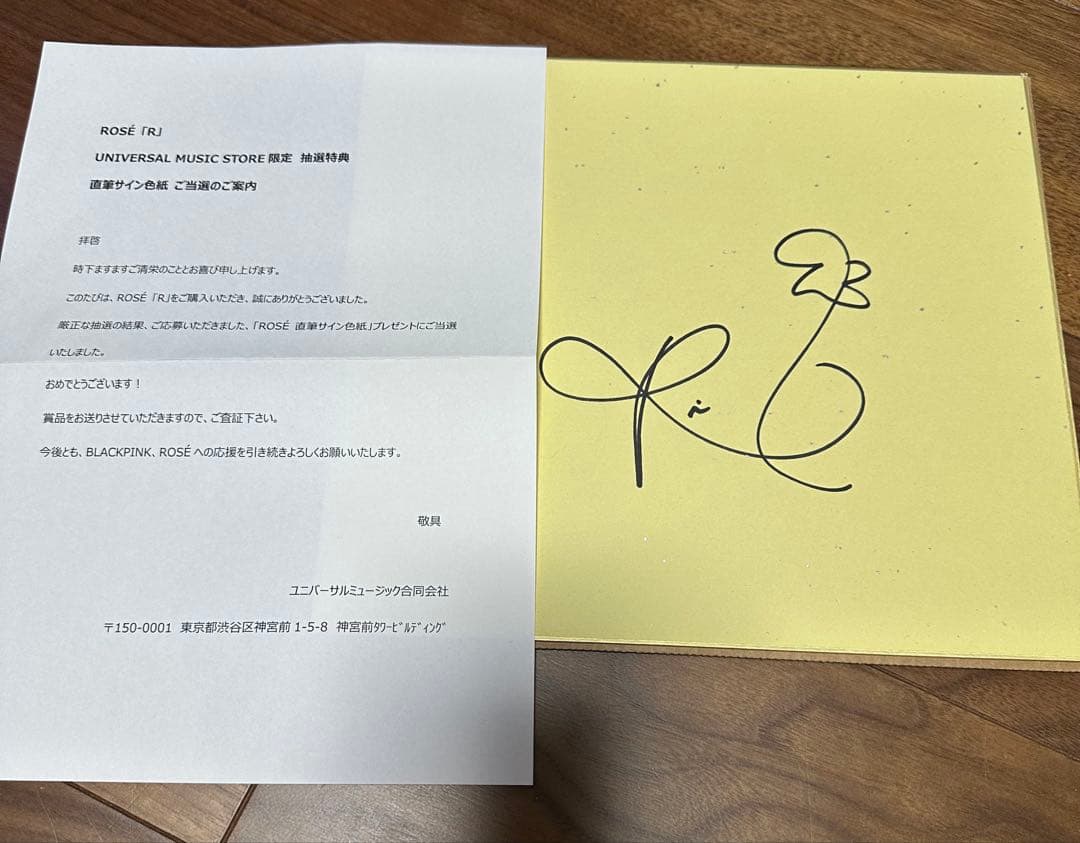 ROSÉ「R」
UNIVERSAL MUSIC STORE限定 抽選特典
直筆サイン色紙 ご当選のご案内
拝啓
時下ますますご清栄のこととお喜び申し上げます。
このたびは、ROSÉ「R」をご購入いただき、誠にありがとうございました。
厳正な抽選の結果、ご応募いただきました、「ROSÉ 直筆サイン色紙」プレゼントにご当選
いたしました。
おめでとうございます！
賞品をお送りさせていただきますので、ご査証下さい。
今後とも、BLACKPINK、ROSÉへの応援を引き続きよろしくお願いいたします。
敬具
ユニバーサルミュージック合同会社
〒150-0001 東京都渋谷区神宮前1-5-8 神宮前ﾀﾜｰﾋﾞﾙﾃﾞｨﾝｸﾞ